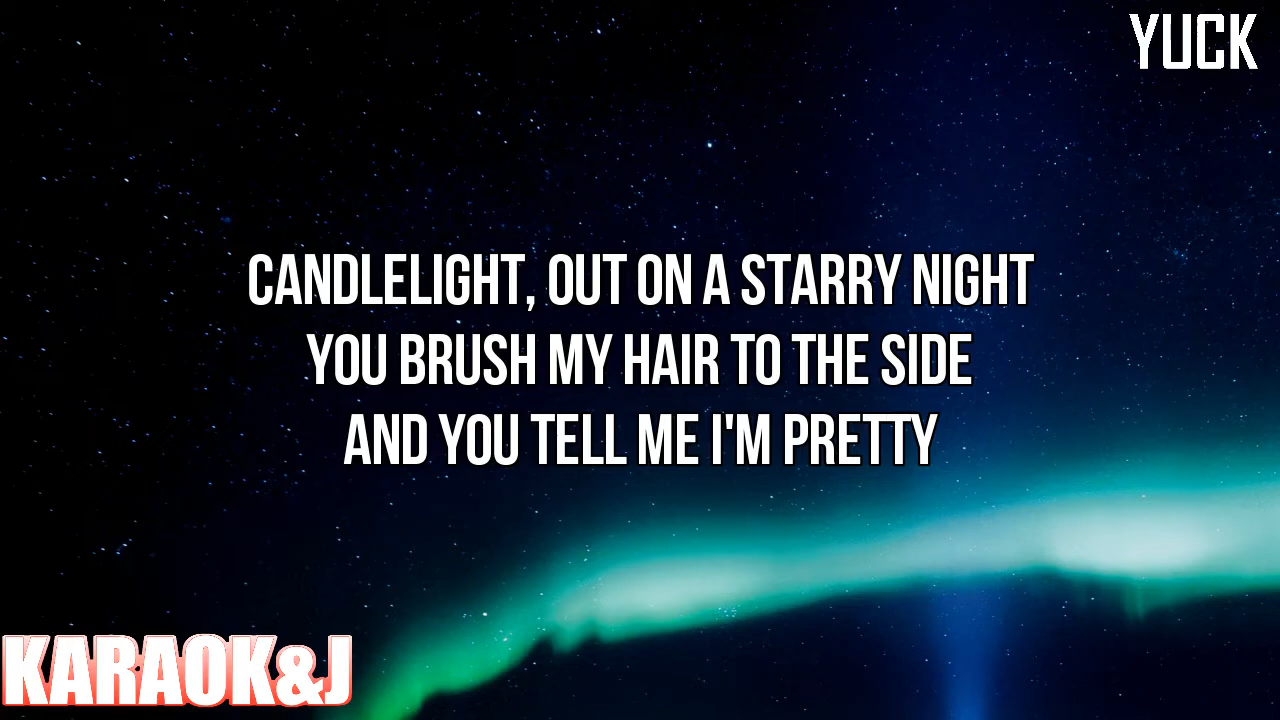 YUCK
CANDLELIGHT, OUT ON A STARRY NIGHT
YOU BRUSH MY HAIR TO THE SIDE
AND YOU TELL ME I'M PRETTY
KARAOK&J